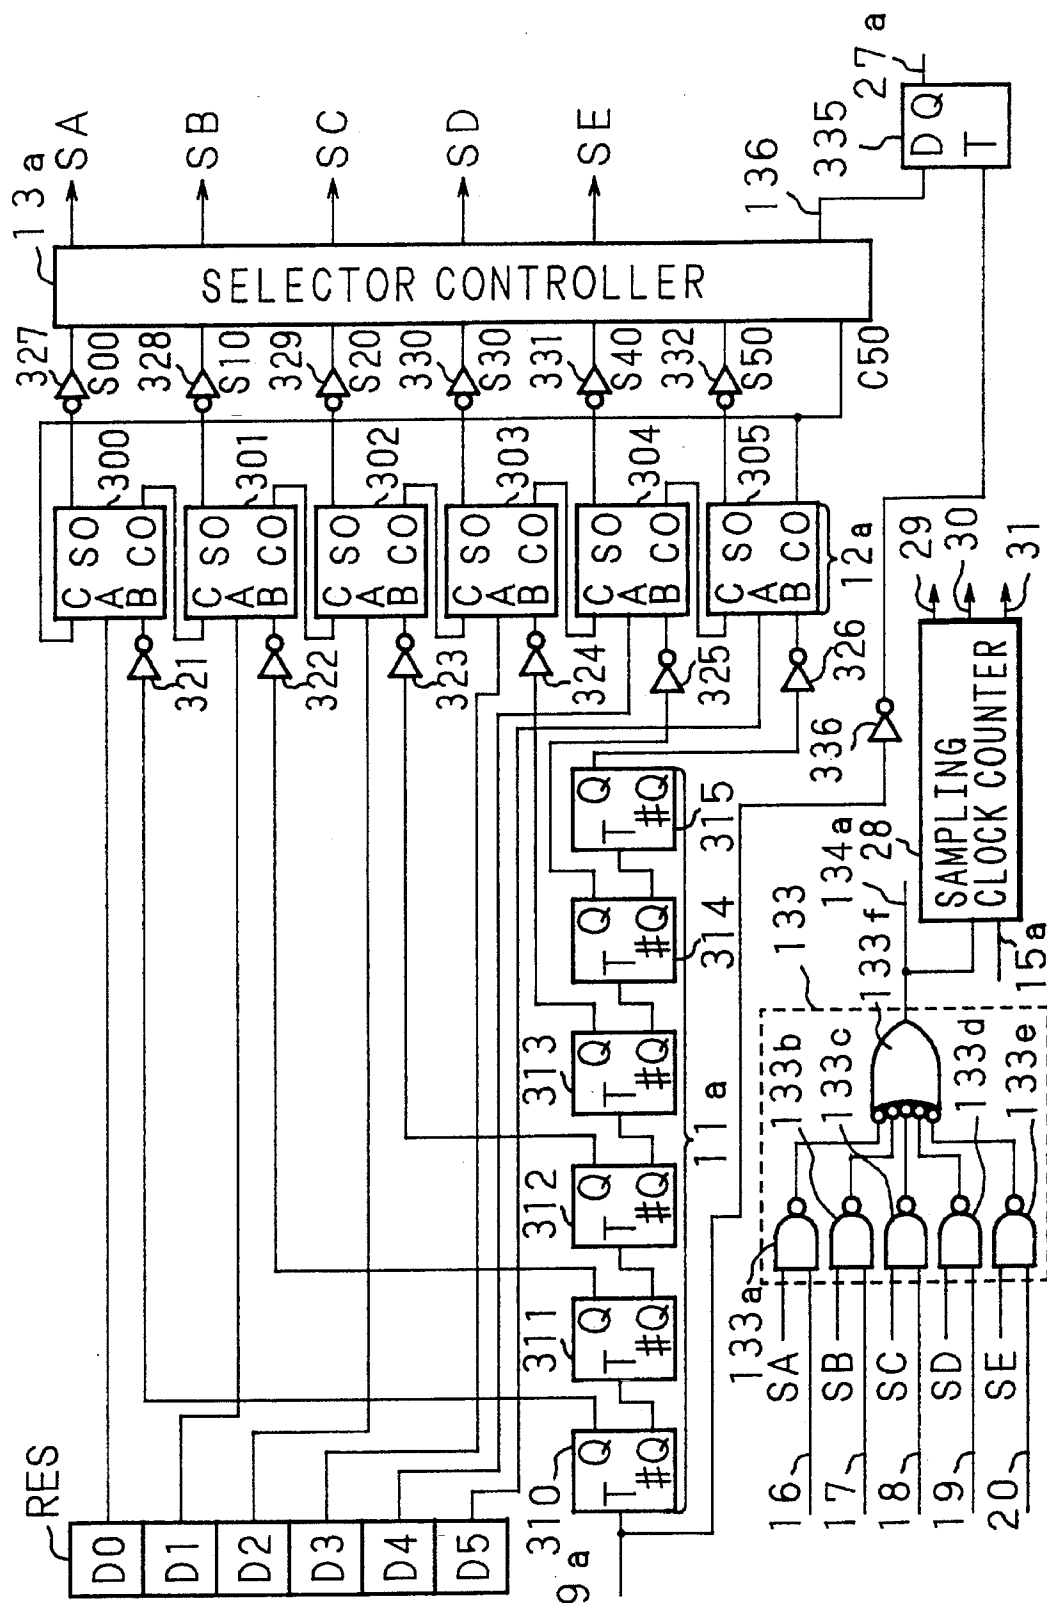 RES
D0
D1
D2
D3
D4
D5
9a
310
T Q #Q
311
T Q #Q
312
T Q #Q
313
T Q #Q
314
T Q #Q
315
T Q #Q
11a
321
322
323
324
325
326
C SO
A
B CO
300
C SO
A
B CO
301
C SO
A
B CO
302
C SO
A
B CO
303
C SO
A
B CO
304
C SO
A
B CO
305
12a
327
S00
328
S10
329
S20
330
S30
331
S40
332
S50
C50
13a
SELECTOR CONTROLLER
SA
SB
SC
SD
SE
136
335
D Q
T
27a
336
16
17
18
19
20
SA
SB
SC
SD
SE
133a
133b
133c
133d
133e
133f
133
134a
28
SAMPLING
CLOCK COUNTER
15a
29
30
31